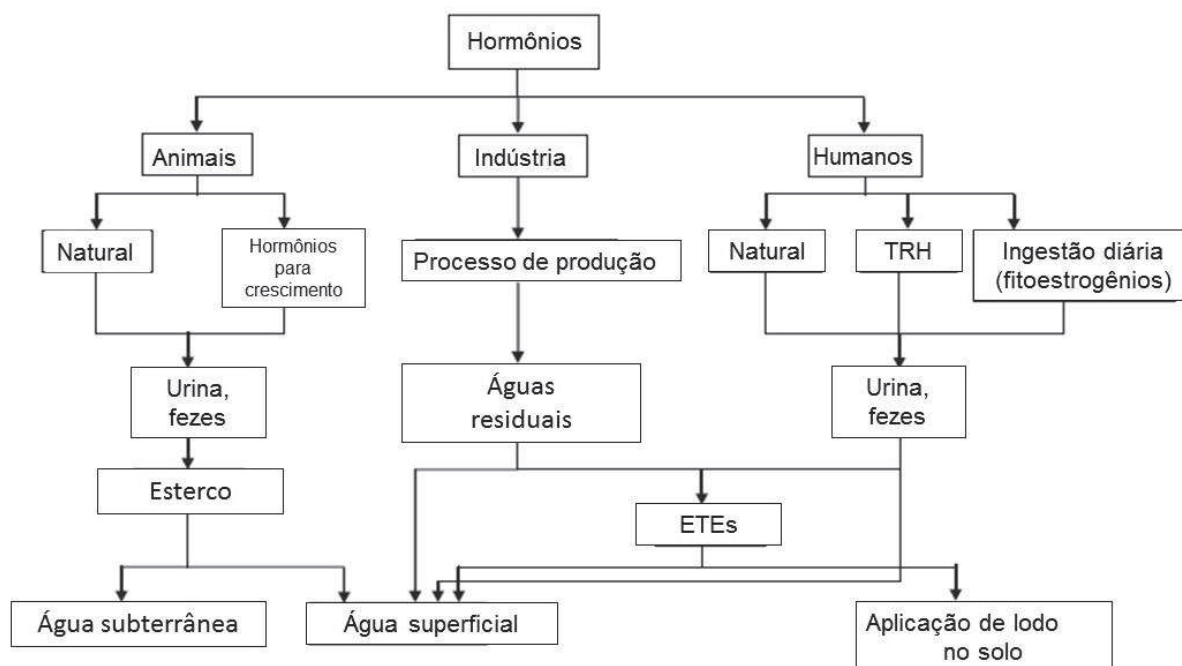 Hormônios
Animais
Indústria
Humanos
Natural
Hormônios
para
crescimento
Processo de produção
Natural
TRH
Ingestão diária
(fitoestrogênios)
Urina,
fezes
Águas
residuais
Urina,
fezes
Esterco
ETEs
Água subterrânea
Água superficial
Aplicação de lodo
no solo